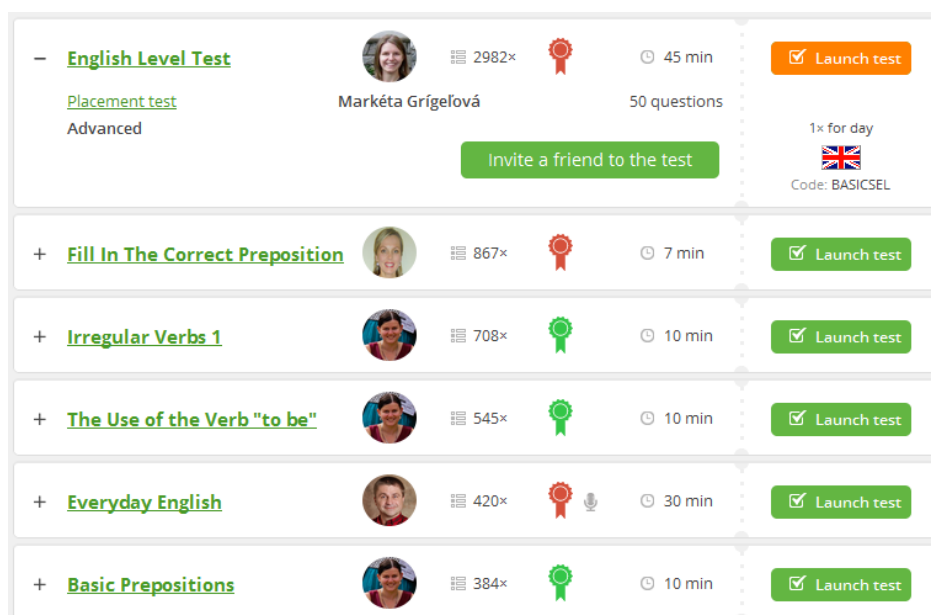 − English Level Test 2982× 45 min Launch test
Placement test Markéta Grígeľová 50 questions
Advanced 1× for day
Invite a friend to the test
Code: BASICSEL
+ Fill In The Correct Preposition 867× 7 min Launch test
+ Irregular Verbs 1 708× 10 min Launch test
+ The Use of the Verb "to be" 545× 10 min Launch test
+ Everyday English 420× 30 min Launch test
+ Basic Prepositions 384× 10 min Launch test